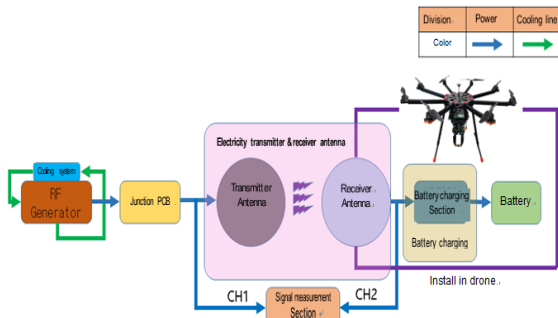 Division.
Power
Cooling line
Color
Electricity transmitter & receiver antenna
Cooling system
RF
Generator
Junction PCB
Transmitter
Antenna
Receiver
Antenna
Battery charging
Section
Battery charging
Battery
Install in drone.
CH1
CH2
Signal measurement
Section